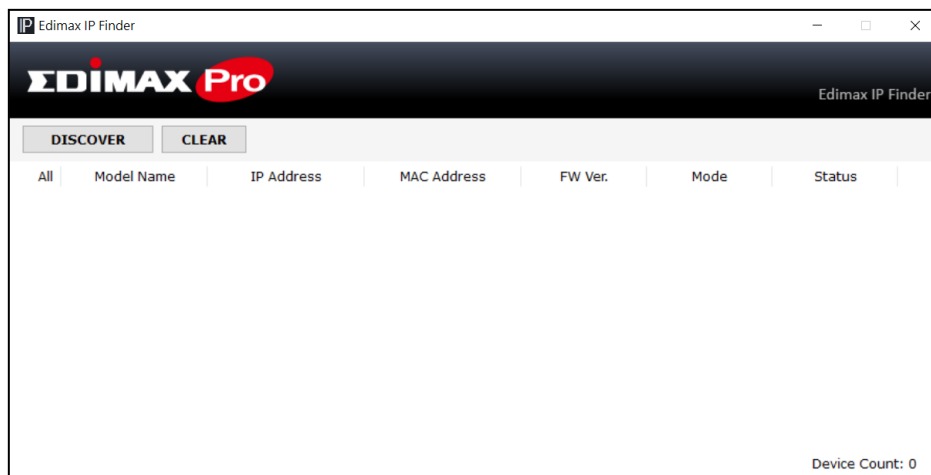 IP Edimax IP Finder
EDIMAX Pro
Edimax IP Finder
DISCOVER CLEAR
All Model Name IP Address MAC Address FW Ver. Mode Status
Device Count: 0